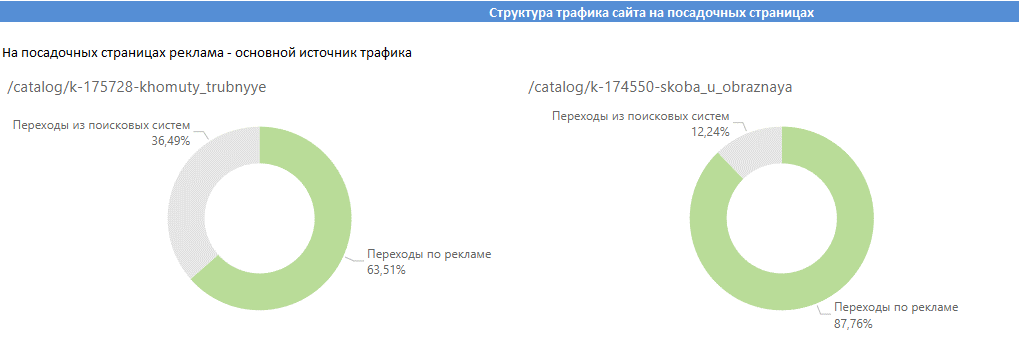 Структура трафика сайта на посадочных страницах
На посадочных страницах реклама - основной источник трафика
/catalog/k-175728-khomuty_trubnyye
Переходы из поисковых систем
36,49%
Переходы по рекламе
63,51%
/catalog/k-174550-skoba_u_obraznaya
Переходы из поисковых систем
12,24%
Переходы по рекламе
87,76%